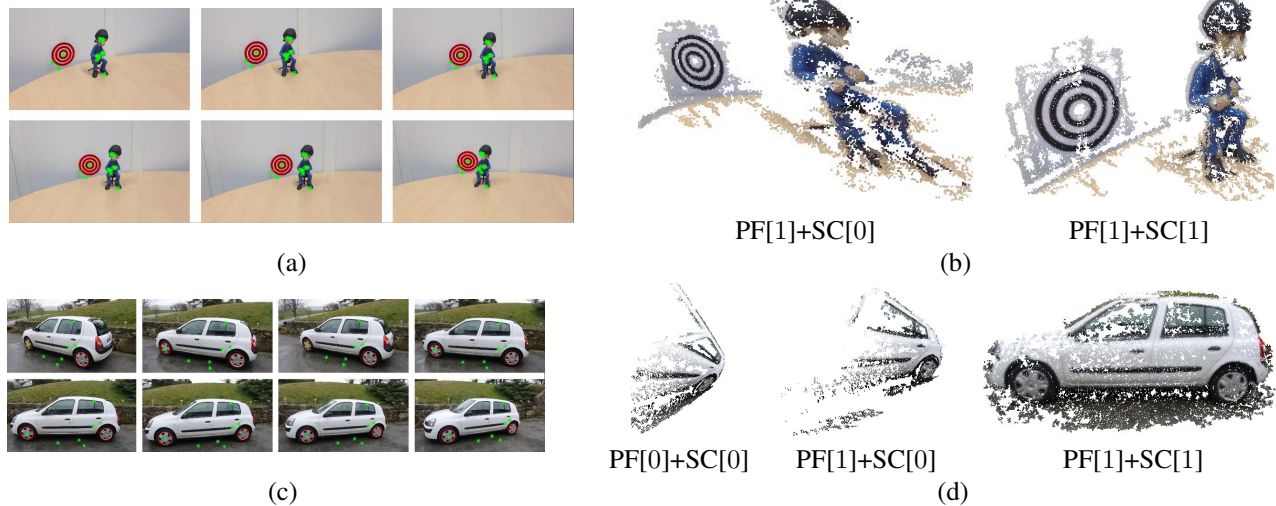 PF[1]+SC[0]
PF[1]+SC[1]
(a)
(b)
PF[0]+SC[0]
PF[1]+SC[0]
PF[1]+SC[1]
(c)
(d)